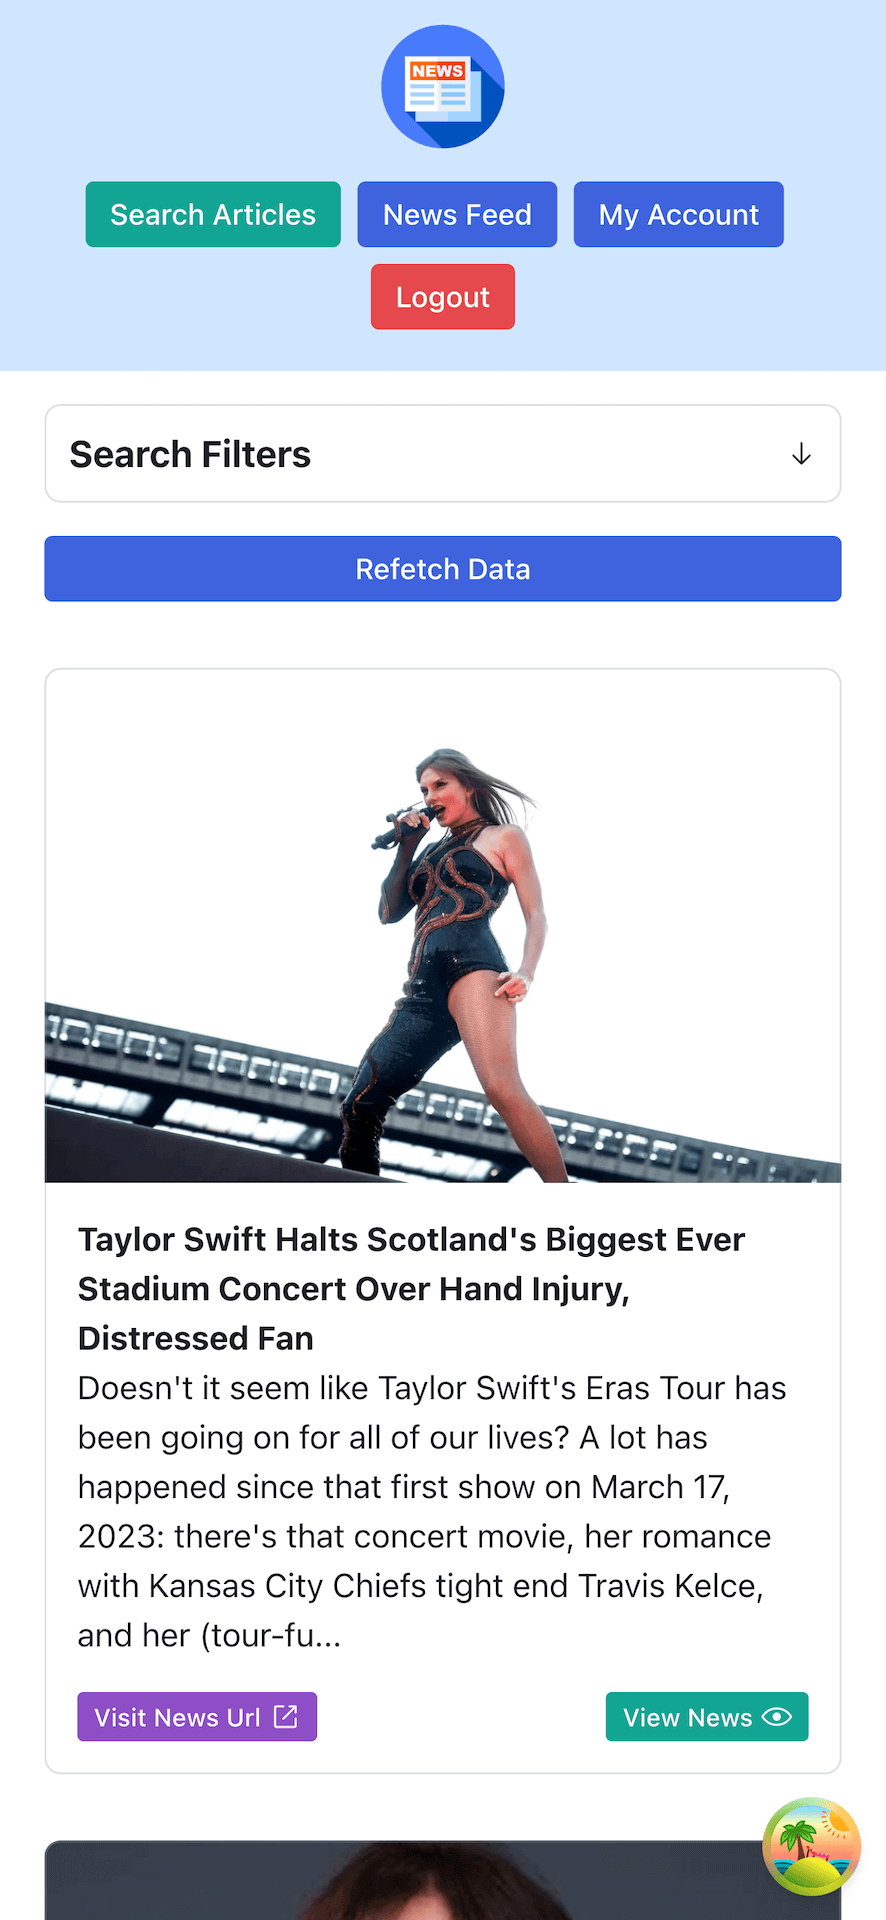 NEWS
Search Articles
News Feed
My Account
Logout
Search Filters
Refetch Data
Taylor Swift Halts Scotland's Biggest Ever
Stadium Concert Over Hand Injury,
Distressed Fan
Doesn't it seem like Taylor Swift's Eras Tour has
been going on for all of our lives? A lot has
happened since that first show on March 17,
2023: there's that concert movie, her romance
with Kansas City Chiefs tight end Travis Kelce,
and her (tour-fu...
Visit News Url
View News